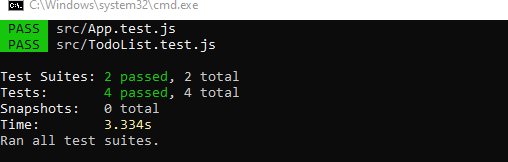 C:\Windows\system32\cmd.exe
PASS src/App.test.js
PASS src/TodoList.test.js
Test Suites: 2 passed, 2 total
Tests: 4 passed, 4 total
Snapshots: 0 total
Time: 3.334s
Ran all test suites.